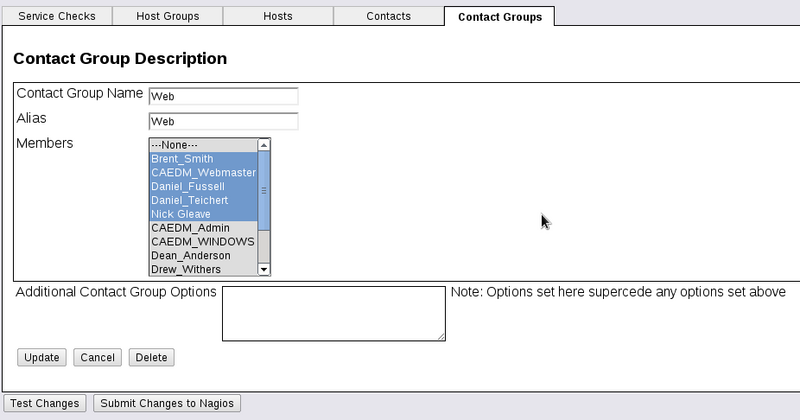 Service Checks Host Groups Hosts Contacts Contact Groups
Contact Group Description
Contact Group Name Web
Alias Web
Members ---None---
Brent_Smith
CAEDM_Webmaster
Daniel_Fussell
Daniel_Teichert
Nick Gleave
CAEDM_Admin
CAEDM_WINDOWS
Dean_Anderson
Drew_Withers
Additional Contact Group Options Note: Options set here supercede any options set above
Update Cancel Delete
Test Changes Submit Changes to Nagios